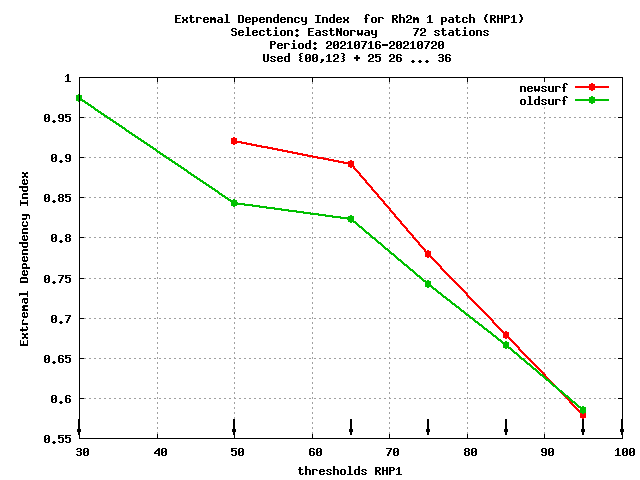 Extremal Dependency Index  for Rh2m 1 patch (RHP1)
Selection: EastNorway     72 stations
Period: 20210716-20210720
Used {00,12} + 25 26 ... 36
newsurf
oldsurf
1
0.95
0.9
0.85
0.8
0.75
0.7
0.65
0.6
0.55
Extremal Dependency Index
30 40 50 60 70 80 90 100
thresholds RHP1